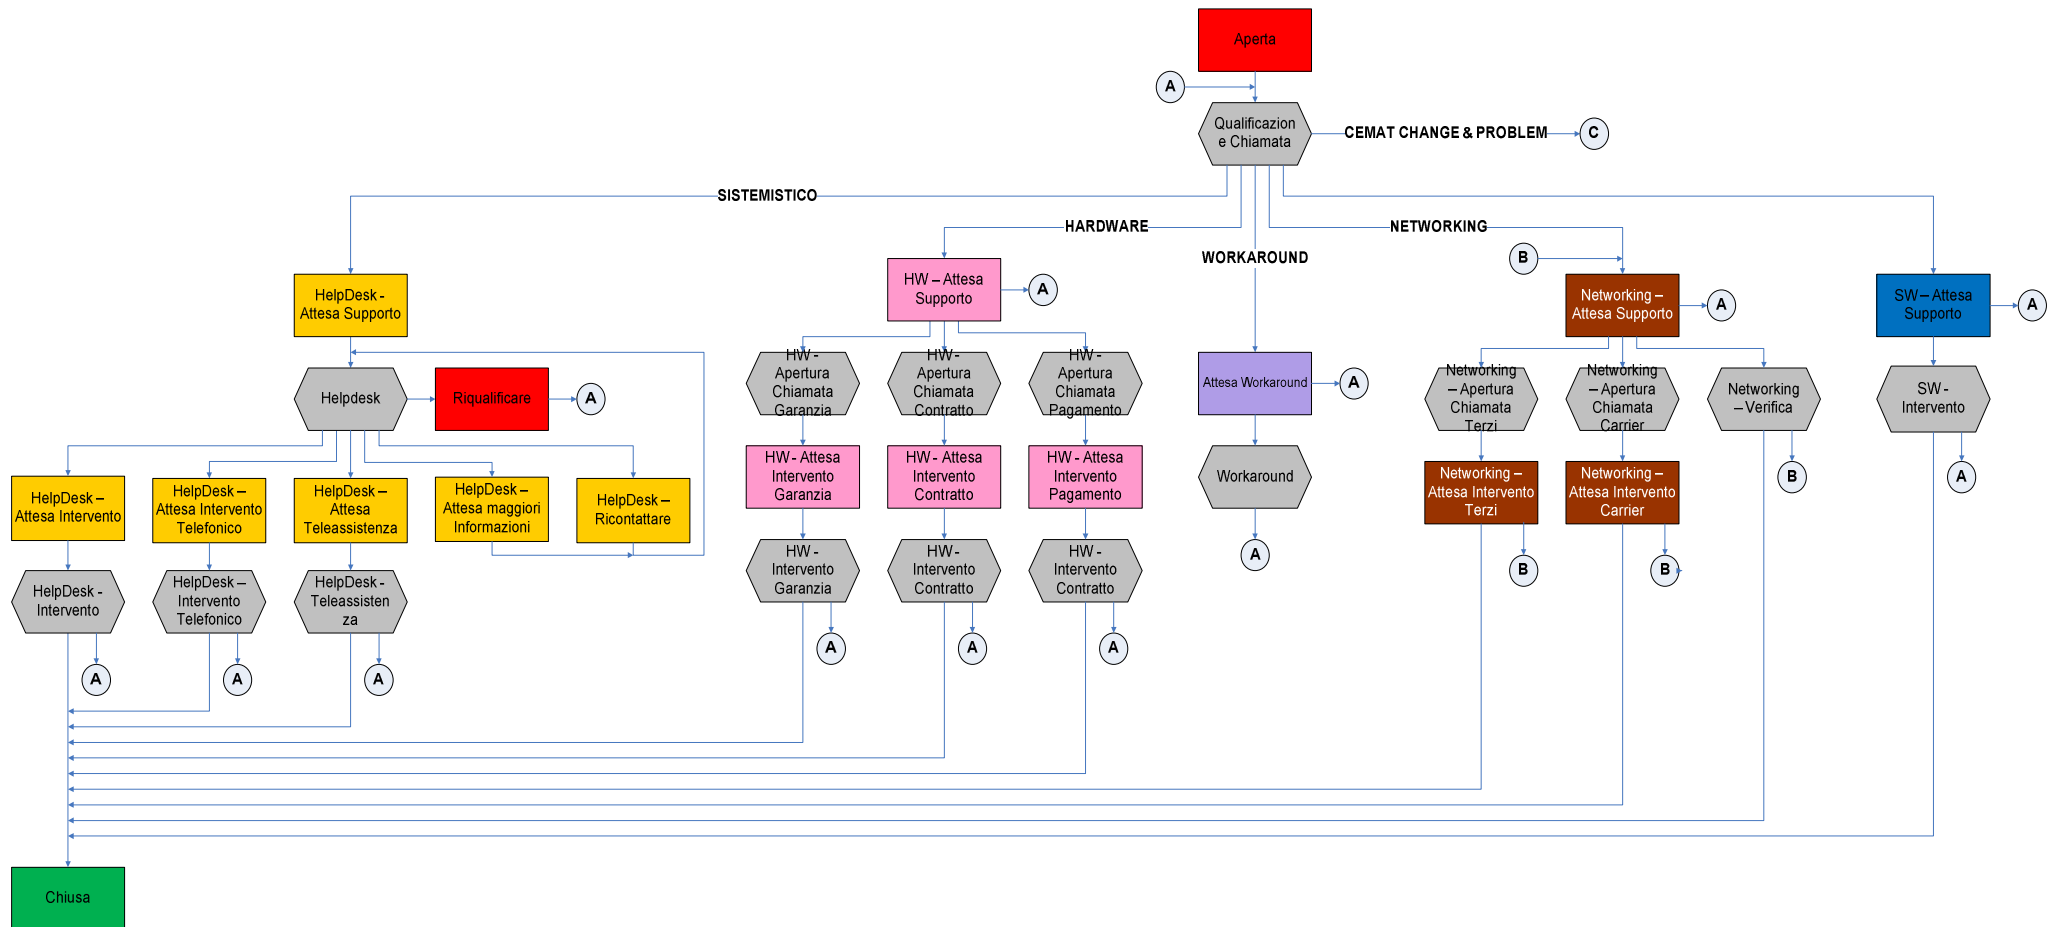 Aperta
A
Qualificazion
e Chiamata
CEMAT CHANGE & PROBLEM
C
SISTEMISTICO
HARDWARE
NETWORKING
WORKAROUND
B
HelpDesk -
Attesa Supporto
HW – Attesa
Supporto
A
Networking –
Attesa Supporto
A
SW – Attesa
Supporto
A
Helpdesk
Riqualificare
A
HW -
Apertura
Chiamata
Garanzia
HW -
Apertura
Chiamata
Contratto
HW -
Apertura
Chiamata
Pagamento
Attesa Workaround
A
Networking
– Apertura
Chiamata
Terzi
Networking
– Apertura
Chiamata
Carrier
Networking
– Verifica
SW -
Intervento
HelpDesk –
Attesa Intervento
HelpDesk –
Attesa Intervento
Telefonico
HelpDesk –
Attesa
Teleassistenza
HelpDesk –
Attesa maggiori
Informazioni
HelpDesk –
Ricontattare
HW - Attesa
Intervento
Garanzia
HW - Attesa
Intervento
Contratto
HW - Attesa
Intervento
Pagamento
Workaround
Networking –
Attesa Intervento
Terzi
Networking –
Attesa Intervento
Carrier
B
A
HelpDesk -
Intervento
HelpDesk –
Intervento
Telefonico
HelpDesk -
Teleassisten
za
HW -
Intervento
Garanzia
HW -
Intervento
Contratto
HW -
Intervento
Contratto
A
B
B
A
A
A
A
A
A
Chiusa